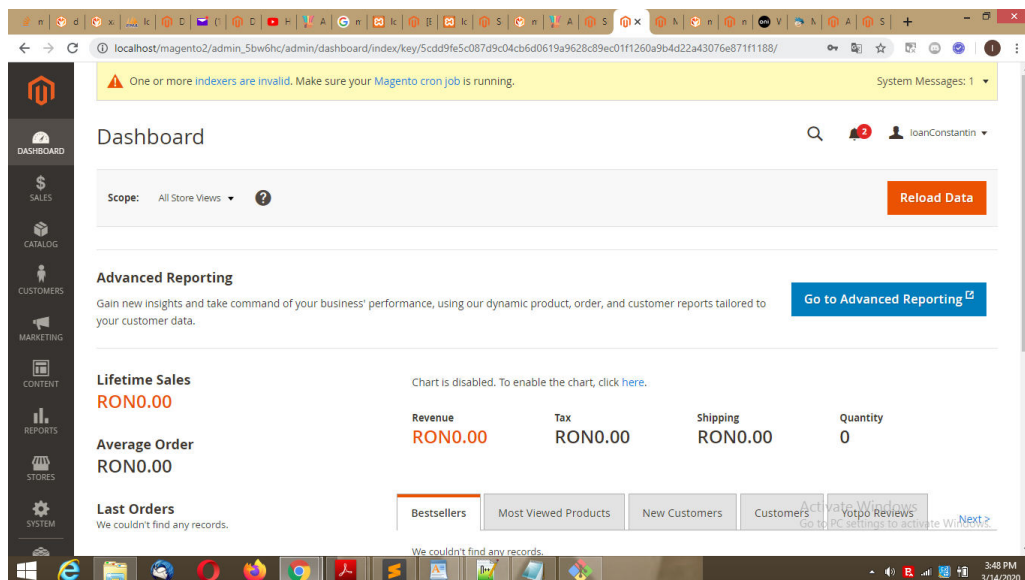 localhost/magento2/admin_5bw6hc/admin/dashboard/index/key/5cdd9fe5c087d9c04cb6d0619a9628c89ec01f1260a9b4d22a43076e871f1188/
One or more indexers are invalid. Make sure your Magento cron job is running.
System Messages: 1
Dashboard
2
IoanConstantin
DASHBOARD
SALES
CATALOG
CUSTOMERS
MARKETING
CONTENT
REPORTS
STORES
SYSTEM
Scope: All Store Views ?
Reload Data
Advanced Reporting
Gain new insights and take command of your business' performance, using our dynamic product, order, and customer reports tailored to
your customer data.
Go to Advanced Reporting
Lifetime Sales
RON0.00
Average Order
RON0.00
Last Orders
We couldn't find any records.
Chart is disabled. To enable the chart, click here.
Revenue Tax Shipping Quantity
RON0.00 RON0.00 RON0.00 0
Bestsellers Most Viewed Products New Customers Customers Yotpo Reviews
Next >
We couldn't find any records.
Activate Windows
Go to PC settings to activate Windows.
3:48 PM
3/14/2020